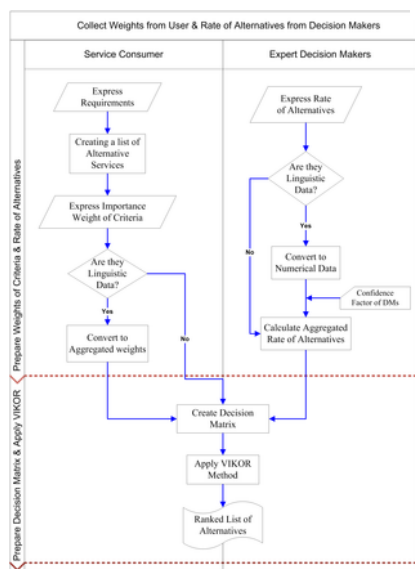 Collect Weights from User & Rate of Alternatives from Decision Makers
Service Consumer
Expert Decision Makers
Prepare Weights of Criteria & Rate of Alternatives
Express
Requirements
Creating a list of
Alternative
Services
Express Importance
Weight of Criteria
Are they
Linguistic
Data?
Yes
No
Convert to
Aggregated weights
Express Rate
of Alternatives
Are they
Linguistic
Data?
Yes
No
Convert to
Numerical Data
Confidence
Factor of DMs
Calculate Aggregated
Rate of Alternatives
Prepare Decision Matrix & Apply VIKOR
Create Decision
Matrix
Apply VIKOR
Method
Ranked List of
Alternatives